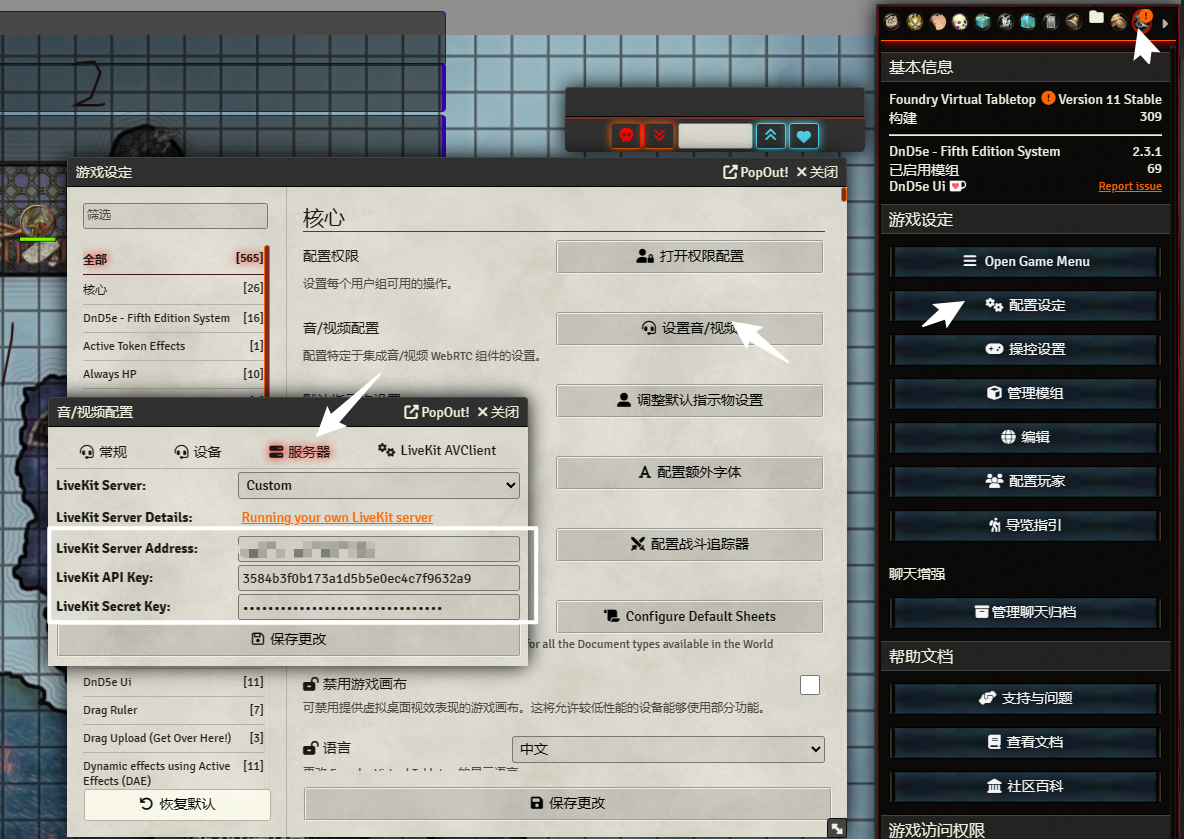 2
基本信息
Foundry Virtual Tabletop ! Version 11 Stable
构建 309
DnD5e - Fifth Edition System 2.3.1
已启用模组 69
DnD5e Ui Report issue
游戏设定
Open Game Menu
配置设定
操控设置
管理模组
编辑
配置玩家
导览指引
聊天增强
管理聊天归档
帮助文档
支持与问题
查看文档
社区百科
游戏访问权限
游戏设定 PopOut! 关闭
筛选
全部 [565]
核心 [26]
DnD5e - Fifth Edition System [16]
Active Token Effects [1]
Always HP [10]
DnD5e Ui [11]
Drag Ruler [7]
Drag Upload (Get Over Here!) [3]
Dynamic effects using Active [11]
Effects (DAE)
恢复默认
核心
配置权限 打开权限配置
设置每个用户组可用的操作。
音/视频配置 设置音/视频
配置特定于集成音/视频 WebRTC 组件的设置。
调整默认指示物设置
A 配置额外字体
配置战斗追踪器
Configure Default Sheets
for all the Document types available in the World
禁用游戏画布
可禁用提供虚拟桌面视效表现的游戏画布。这将允许较低性能的设备能够使用部分功能。
语言 中文
保存更改
音/视频配置 PopOut! 关闭
常规 设备 服务器 LiveKit AVClient
LiveKit Server: Custom
LiveKit Server Details: Running your own LiveKit server
LiveKit Server Address:
LiveKit API Key: 3584b3f0b173a1d5b5e0ec4c7f9632a9
LiveKit Secret Key: ••••••••••••••••••••••••••••••••
保存更改